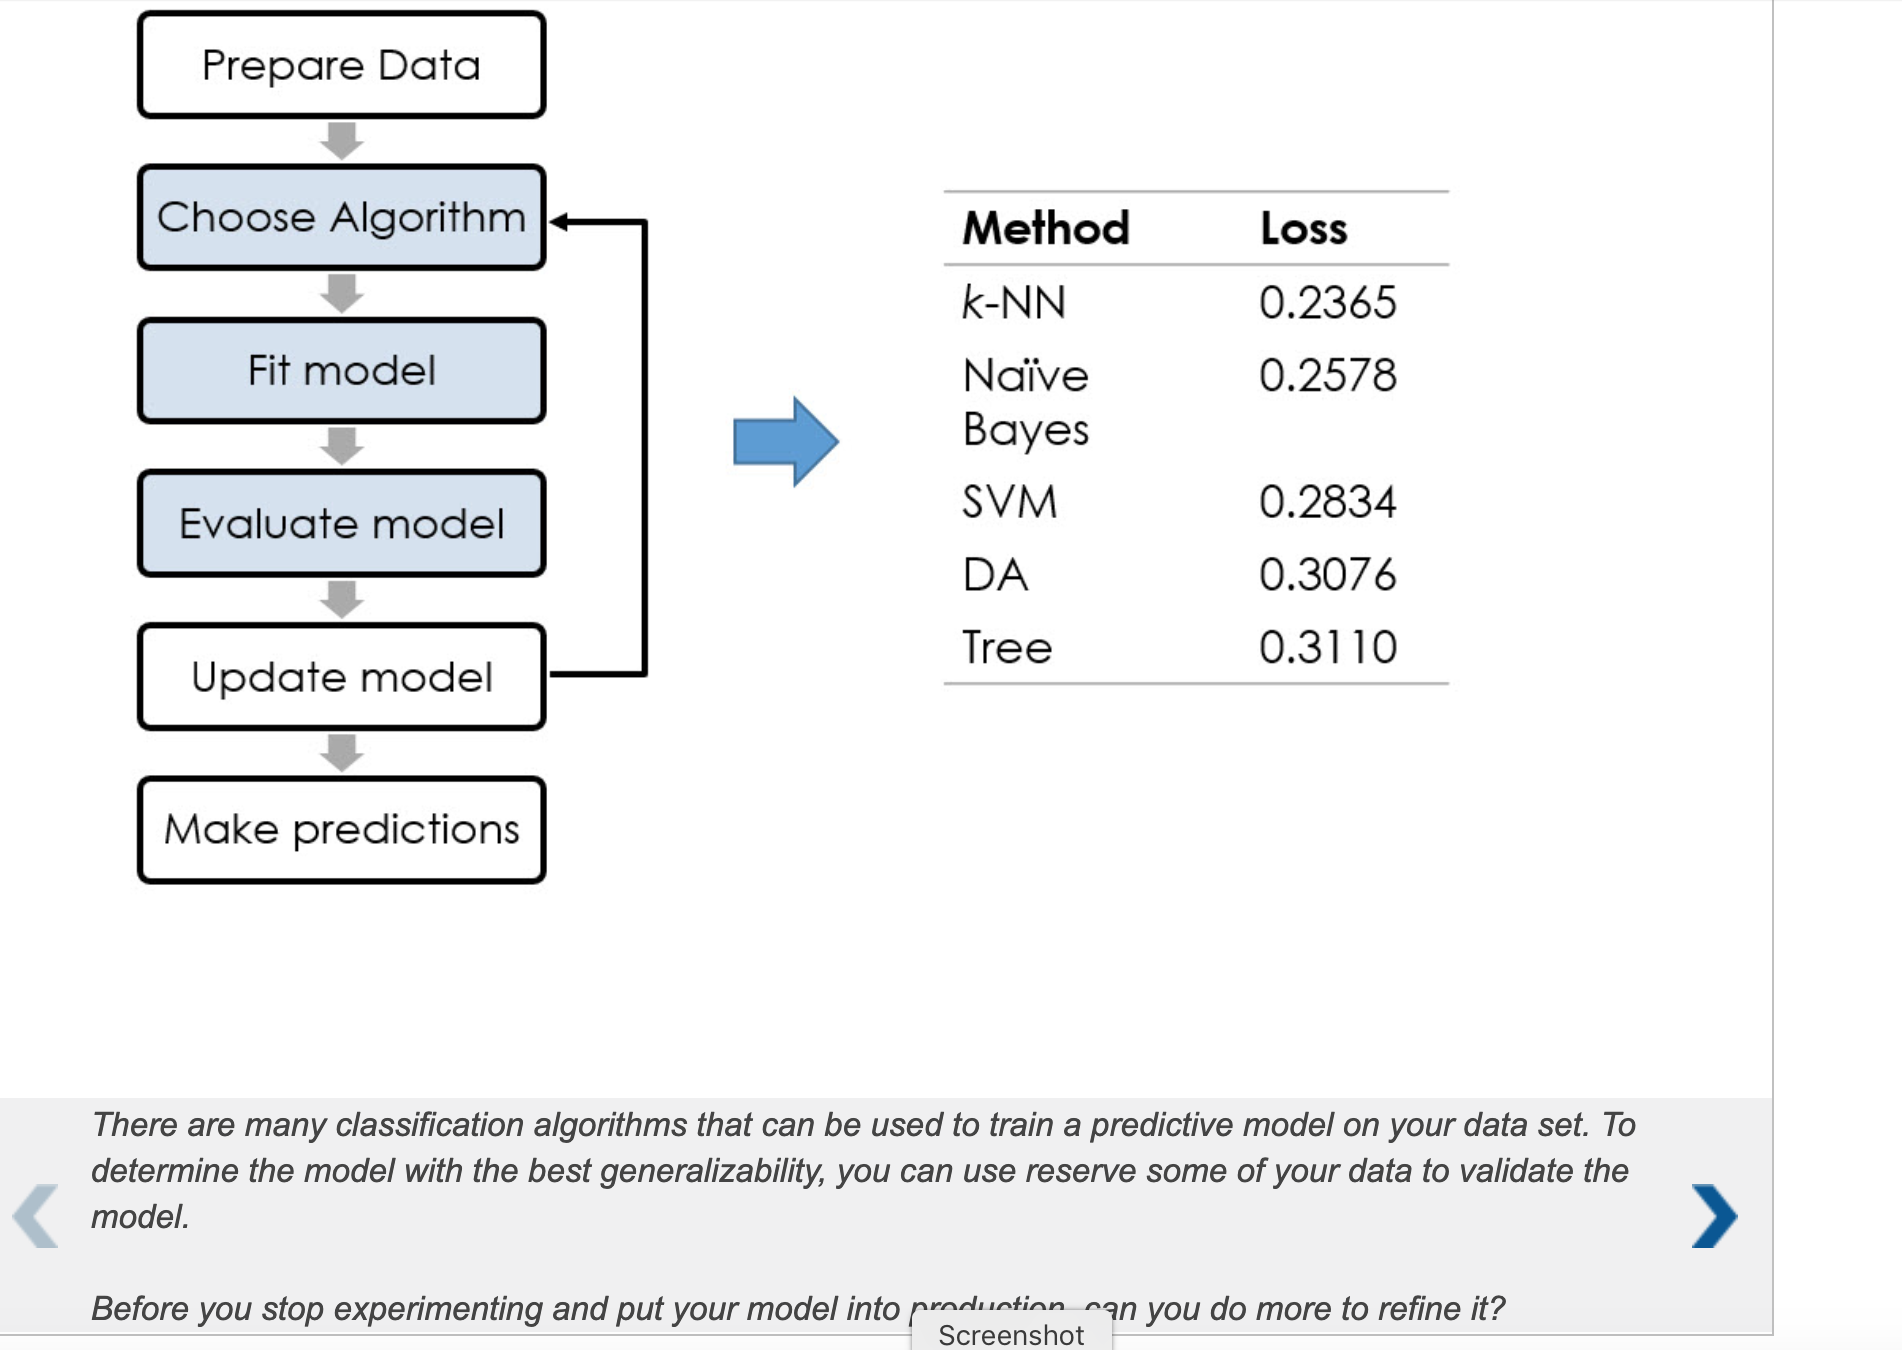 Prepare Data
Choose Algorithm
Fit model
Evaluate model
Update model
Make predictions
Method Loss
k-NN 0.2365
Naïve 0.2578
Bayes
SVM 0.2834
DA 0.3076
Tree 0.3110
There are many classification algorithms that can be used to train a predictive model on your data set. To
determine the model with the best generalizability, you can use reserve some of your data to validate the
model.
Before you stop experimenting and put your model into production, can you do more to refine it?
Screenshot